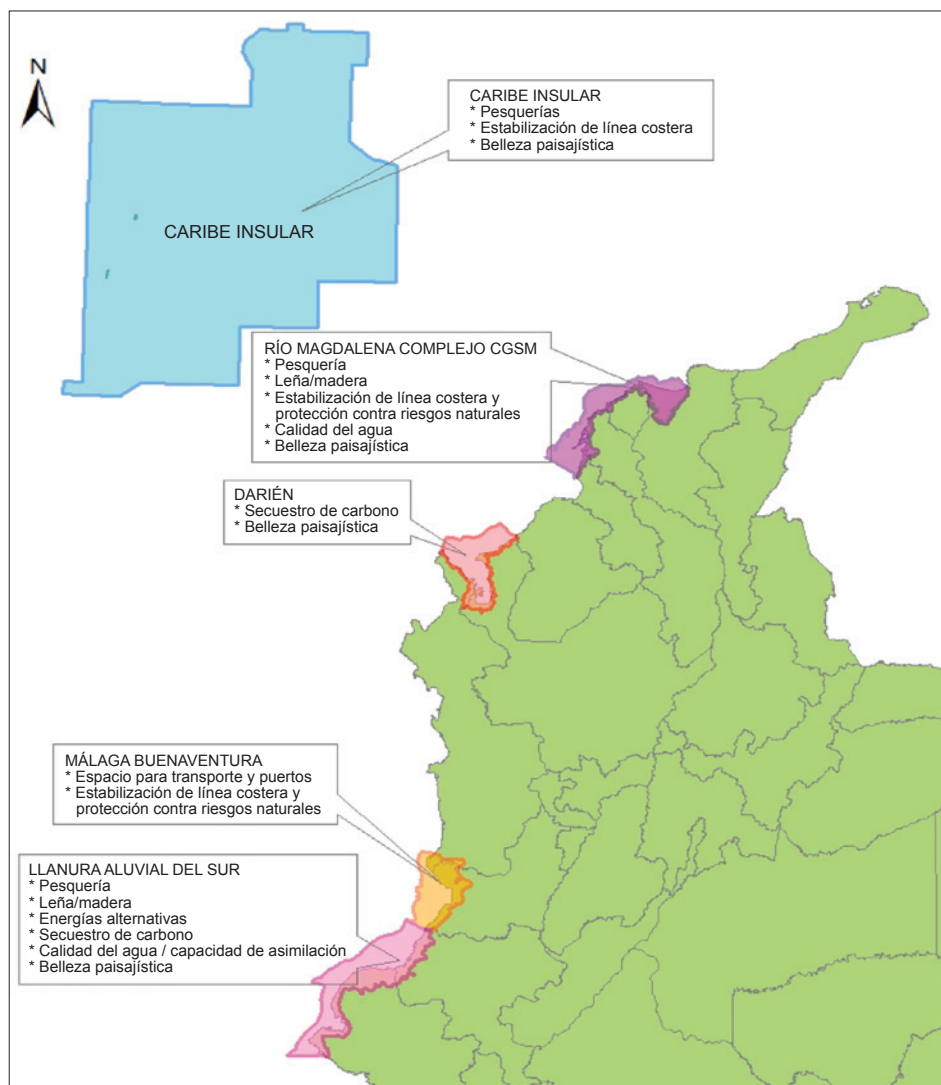 N
CARIBE INSULAR
* Pesquerías
* Estabilización de línea costera
* Belleza paisajística
CARIBE INSULAR
RÍO MAGDALENA COMPLEJO CGSM
* Pesquería
* Leña/madera
* Estabilización de línea costera y
protección contra riesgos naturales
* Calidad del agua
* Belleza paisajística
DARIÉN
* Secuestro de carbono
* Belleza paisajística
MÁLAGA BUENAVENTURA
* Espacio para transporte y puertos
* Estabilización de línea costera y
protección contra riesgos naturales
LLANURA ALUVIAL DEL SUR
* Pesquería
* Leña/madera
* Energías alternativas
* Secuestro de carbono
* Calidad del agua / capacidad de asimilación
* Belleza paisajística